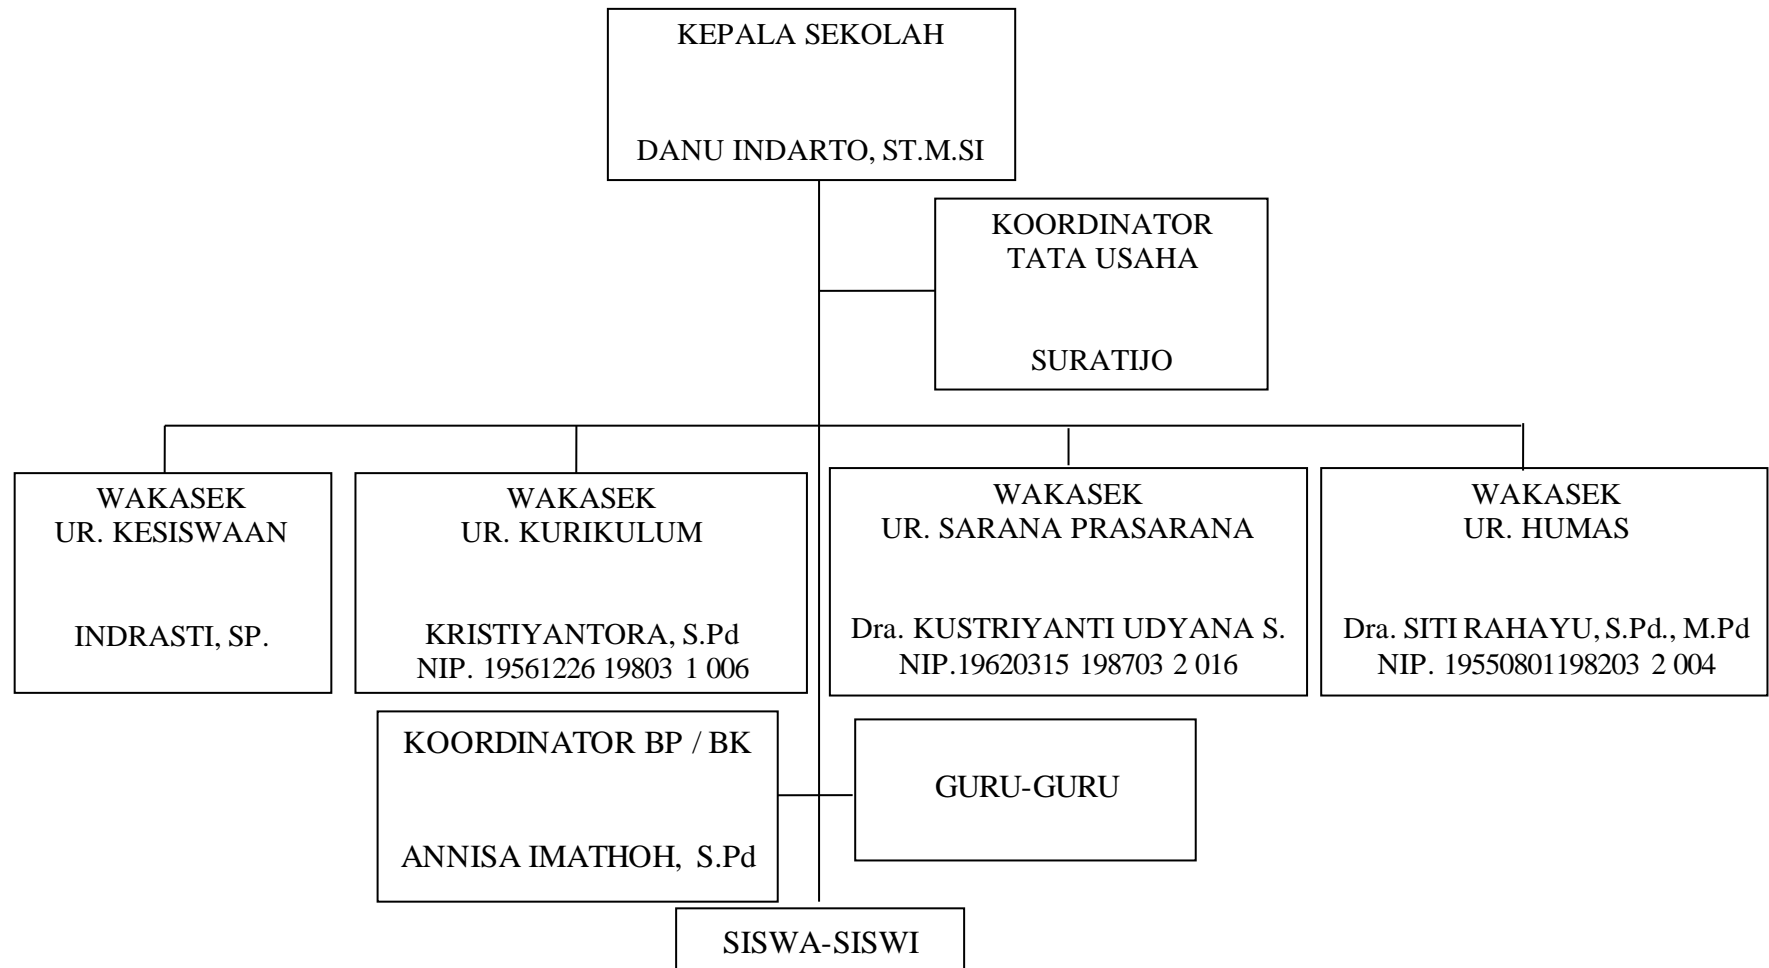 KEPALA SEKOLAH
DANU INDARTO, ST.M.SI
KOORDINATOR
TATA USAHA
SURATIJO
WAKASEK
UR. KESISWAAN
INDRASTI, SP.
WAKASEK
UR. KURIKULUM
KRISTIYANTORA, S.Pd
NIP. 19561226 19803 1 006
WAKASEK
UR. SARANA PRASARANA
Dra. KUSTRIYANTI UDYANA S.
NIP.19620315 198703 2 016
WAKASEK
UR. HUMAS
Dra. SITI RAHAYU, S.Pd., M.Pd
NIP. 19550801198203 2 004
KOORDINATOR BP / BK
ANNISA IMATHOH, S.Pd
GURU-GURU
SISWA-SISWI